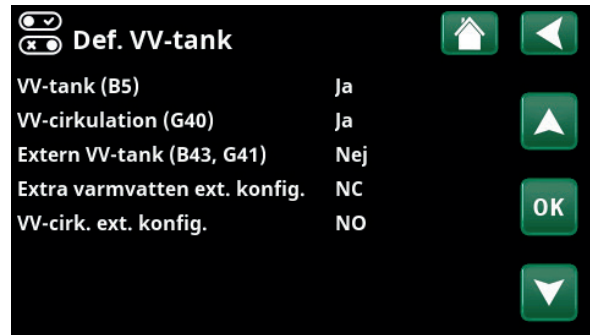 Def. VV-tank
VV-tank (B5) Ja
VV-cirkulation (G40) Ja
Extern VV-tank (B43, G41) Nej
Extra varmvatten ext. konfig. NC
VV-cirk. ext. konfig. NO
OK